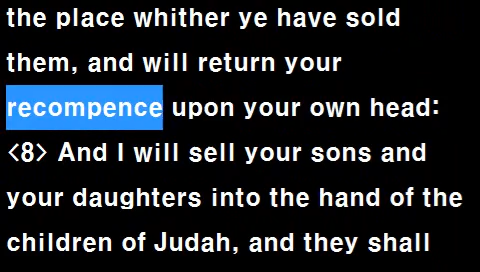 the place whither ye have sold
them, and will return your
recompence upon your own head:
<8> And I will sell your sons and
your daughters into the hand of the
children of Judah, and they shall